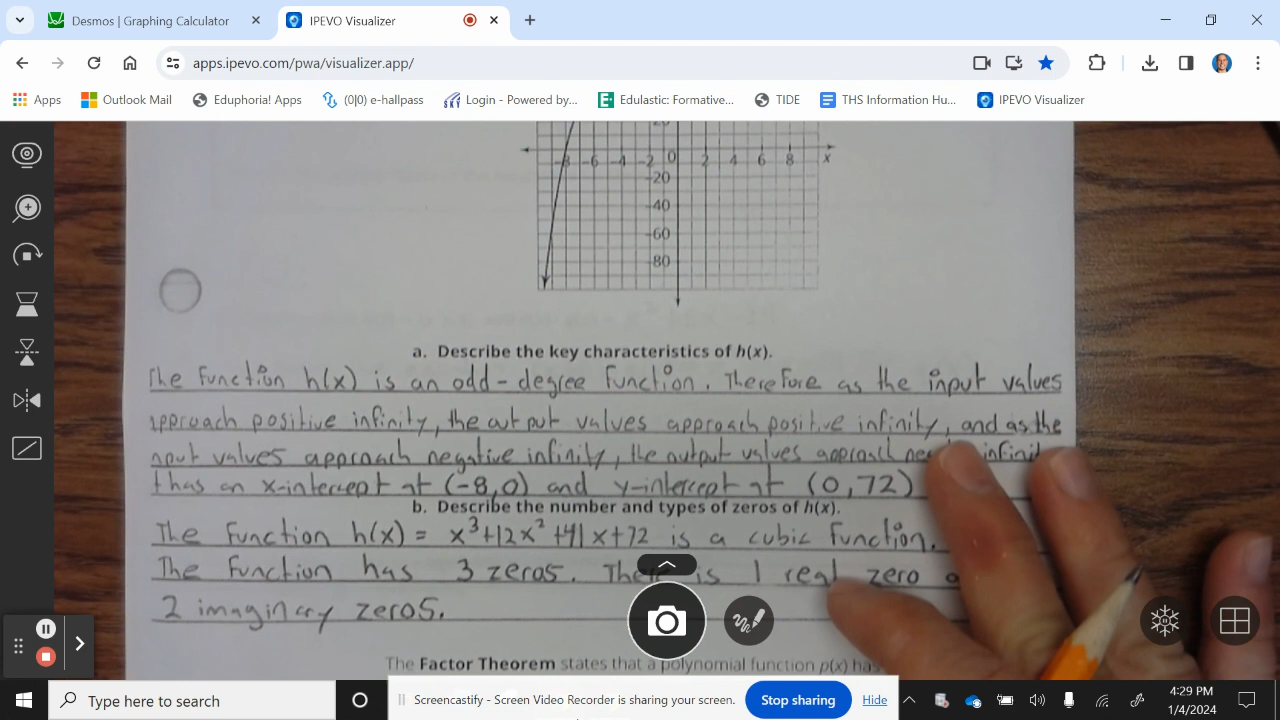 Desmos | Graphing Calculator
IPEVO Visualizer
apps.ipevo.com/pwa/visualizer.app/
Apps Outlook Mail Eduphoria! Apps (0|0) e-hallpass Login - Powered by... Edulastic: Formative... TIDE THS Information Hu... IPEVO Visualizer
-8 -6 -4 -2 0 2 4 6 8 x
-20
-40
-60
-80
a. Describe the key characteristics of h(x).
The function h(x) is an odd-degree function. Therefore as the input values
approach positive infinity, the output values approach positive infinity, and as the
nput values approach negative infinity, the output values approach infinit
t has an x-intercept at (-8,0) and y-intercept at (0,72)
b. Describe the number and types of zeros of h(x).
The function h(x) = x³+12x²+41x+72 is a cubic function.
The function has 3 zeros. There is 1 real zero
2 imaginary zeros.
The Factor Theorem states that a polynomial function p(x) has
Type here to search
Screencastify - Screen Video Recorder is sharing your screen.
Stop sharing
Hide
4:29 PM
1/4/2024